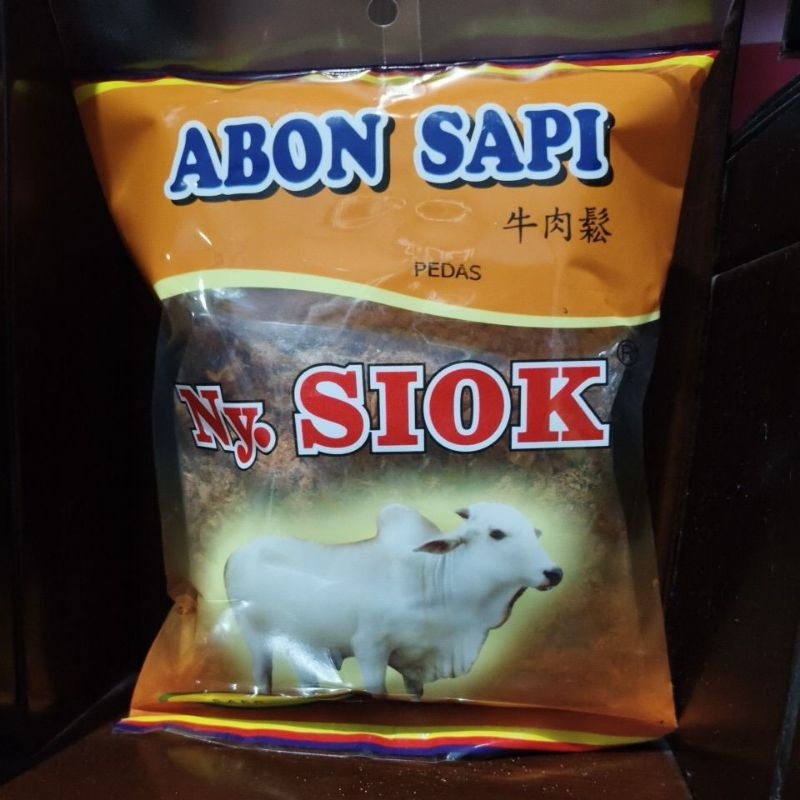 ABON SAPI
牛肉鬆
PEDAS
Ny. SIOK ®